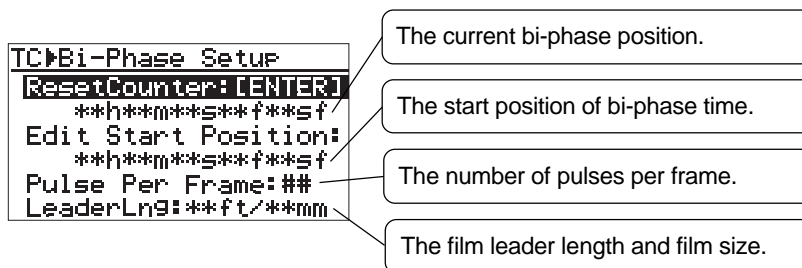 TC▶Bi-Phase Setup
ResetCounter:[ENTER]
**h**m**s**f**sf
Edit Start Position:
**h**m**s**f**sf
Pulse Per Frame:##
LeaderLng:**ft/**mm
The current bi-phase position.
The start position of bi-phase time.
The number of pulses per frame.
The film leader length and film size.